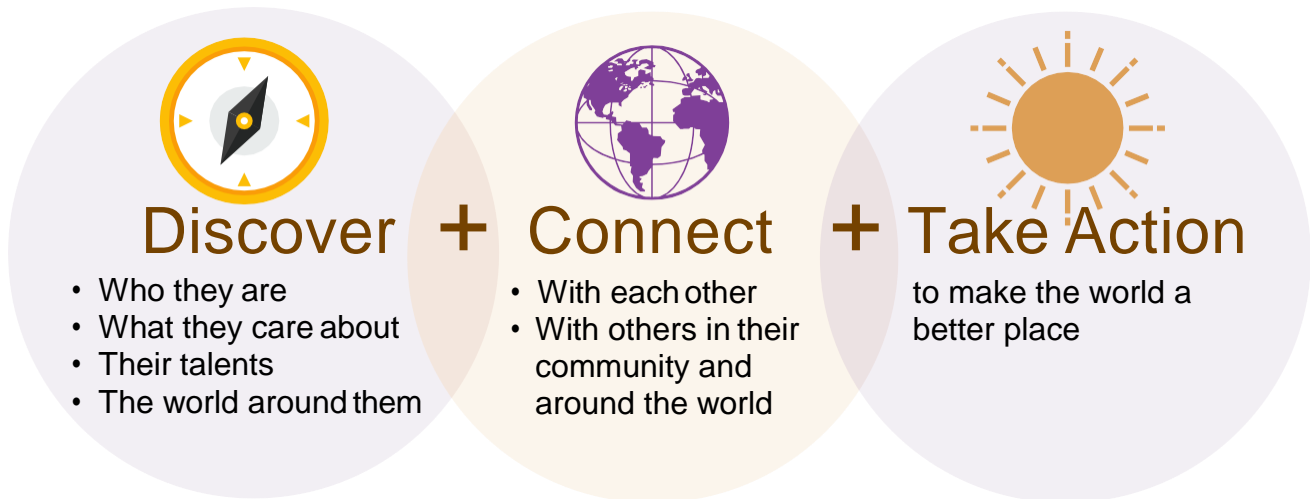 Discover + Connect + Take Action
• Who they are
• What they care about
• Their talents
• The world around them
• With each other
• With others in their
community and
around the world
to make the world a
better place